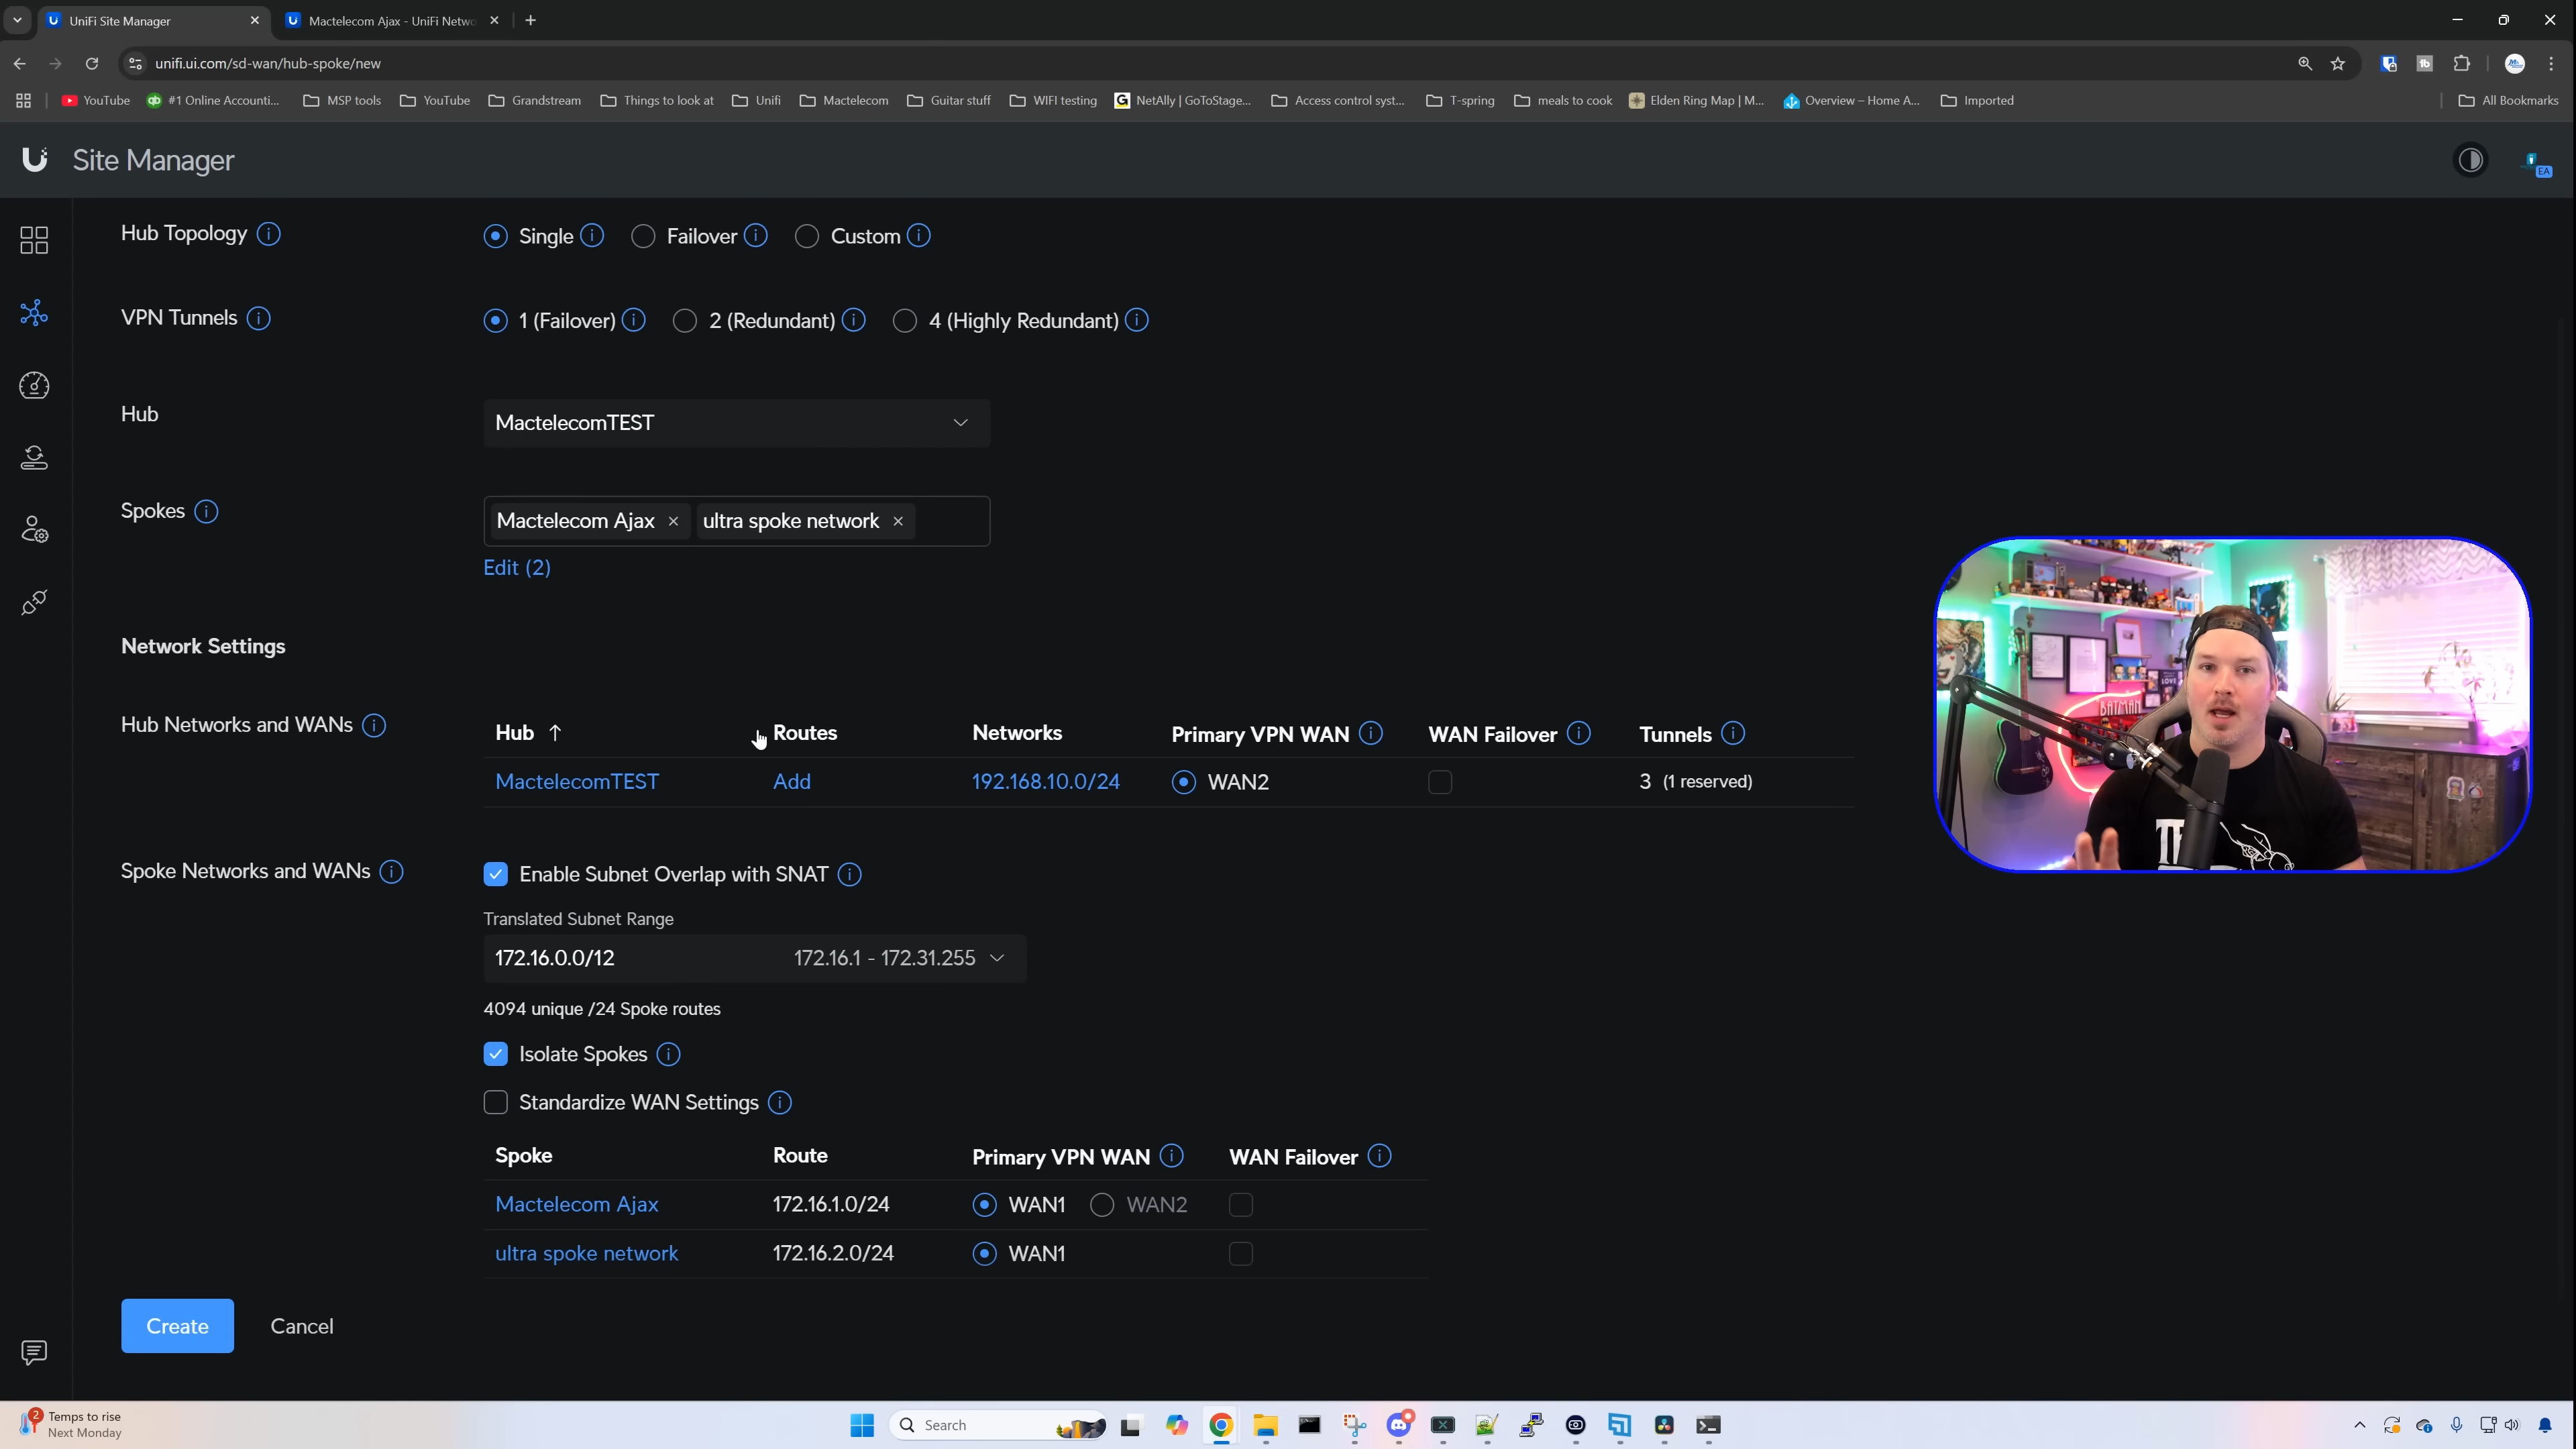 UniFi Site Manager
Mactelecom Ajax - UniFi Netwo
unifi.ui.com/sd-wan/hub-spoke/new
YouTube #1 Online Accounti... MSP tools YouTube Grandstream Things to look at Unifi Mactelecom Guitar stuff WIFI testing NetAlly | GoToStage... Access control syst... T-spring meals to cook Elden Ring Map | M... Overview – Home A... Imported All Bookmarks
Site Manager
EA
Hub Topology Single Failover Custom
VPN Tunnels 1 (Failover) 2 (Redundant) 4 (Highly Redundant)
Hub MactelecomTEST
Spokes Mactelecom Ajax ultra spoke network
Edit (2)
Network Settings
Hub Networks and WANs Hub Routes Networks Primary VPN WAN WAN Failover Tunnels
MactelecomTEST Add 192.168.10.0/24 WAN2 3 (1 reserved)
Spoke Networks and WANs Enable Subnet Overlap with SNAT
Translated Subnet Range
172.16.0.0/12 172.16.1 - 172.31.255
4094 unique /24 Spoke routes
Isolate Spokes
Standardize WAN Settings
Spoke Route Primary VPN WAN WAN Failover
Mactelecom Ajax 172.16.1.0/24 WAN1 WAN2
ultra spoke network 172.16.2.0/24 WAN1
Create Cancel
BATMAN
LOVE
2
Temps to rise
Next Monday
Search